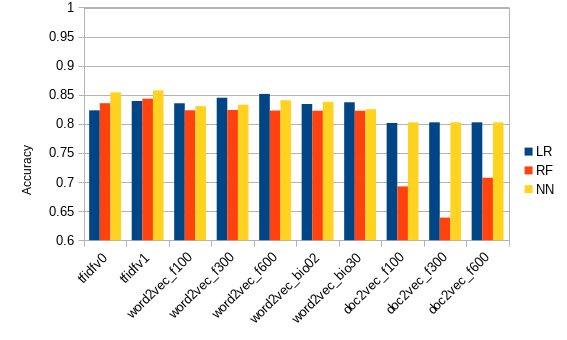 1
0.95
0.9
0.85
0.8
0.75
0.7
0.65
0.6
Accuracy
tfidfv0
tfidfv1
word2vec_f100
word2vec_f300
word2vec_f600
word2vec_bio02
word2vec_bio30
doc2vec_f100
doc2vec_f300
doc2vec_f600
LR
RF
NN